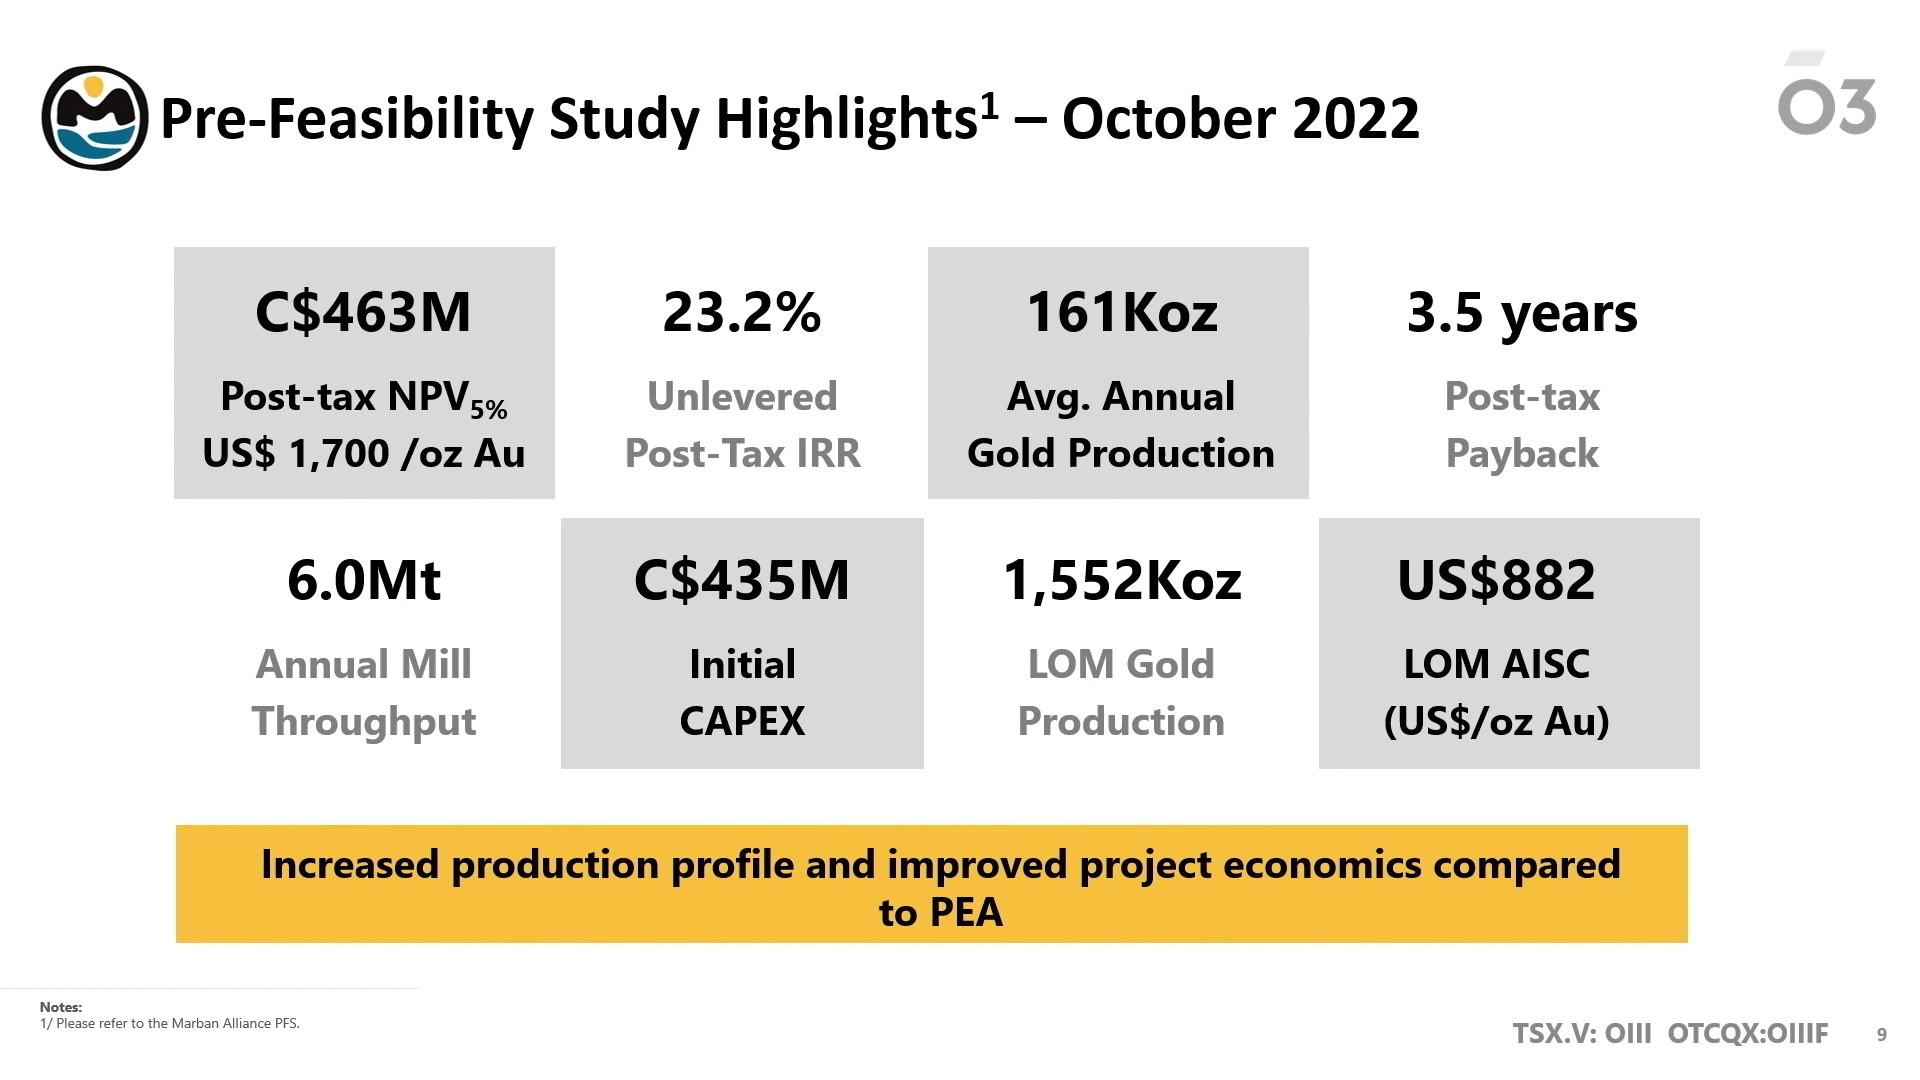 Pre-Feasibility Study Highlights¹ – October 2022
Ō3
C$463M
Post-tax NPV5%
US$ 1,700 /oz Au
23.2%
Unlevered
Post-Tax IRR
161Koz
Avg. Annual
Gold Production
3.5 years
Post-tax
Payback
6.0Mt
Annual Mill
Throughput
C$435M
Initial
CAPEX
1,552Koz
LOM Gold
Production
US$882
LOM AISC
(US$/oz Au)
Increased production profile and improved project economics compared
to PEA
Notes:
1/ Please refer to the Marban Alliance PFS.
TSX.V: OIII OTCQX:OIIIF
9